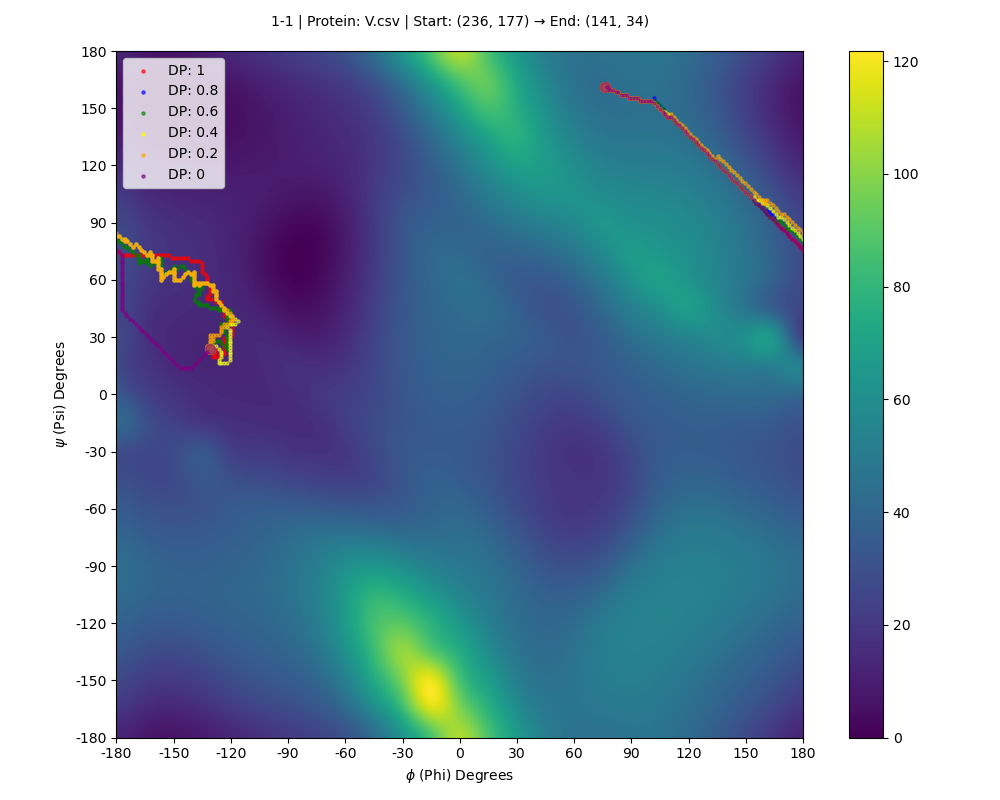 1-1 | Protein: V.csv | Start: (236, 177) → End: (141, 34)
DP: 1
DP: 0.8
DP: 0.6
DP: 0.4
DP: 0.2
DP: 0
180
150
120
90
60
30
0
-30
-60
-90
-120
-150
-180
ψ (Psi) Degrees
-180 -150 -120 -90 -60 -30 0 30 60 90 120 150 180
ϕ (Phi) Degrees
120
100
80
60
40
20
0